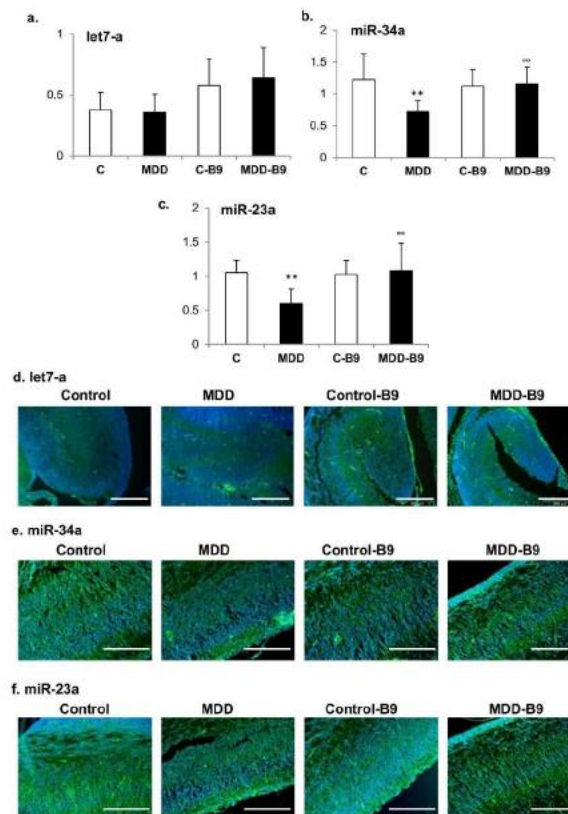 a.
let7-a
1
0.5
0
C MDD C-B9 MDD-B9
b.
miR-34a
2
1.5
1
0.5
0
**
°°
C MDD C-B9 MDD-B9
c.
miR-23a
2
1.5
1
0.5
0
**
°°
C MDD C-B9 MDD-B9
d. let7-a
Control MDD Control-B9 MDD-B9
e. miR-34a
Control MDD Control-B9 MDD-B9
f. miR-23a
Control MDD Control-B9 MDD-B9